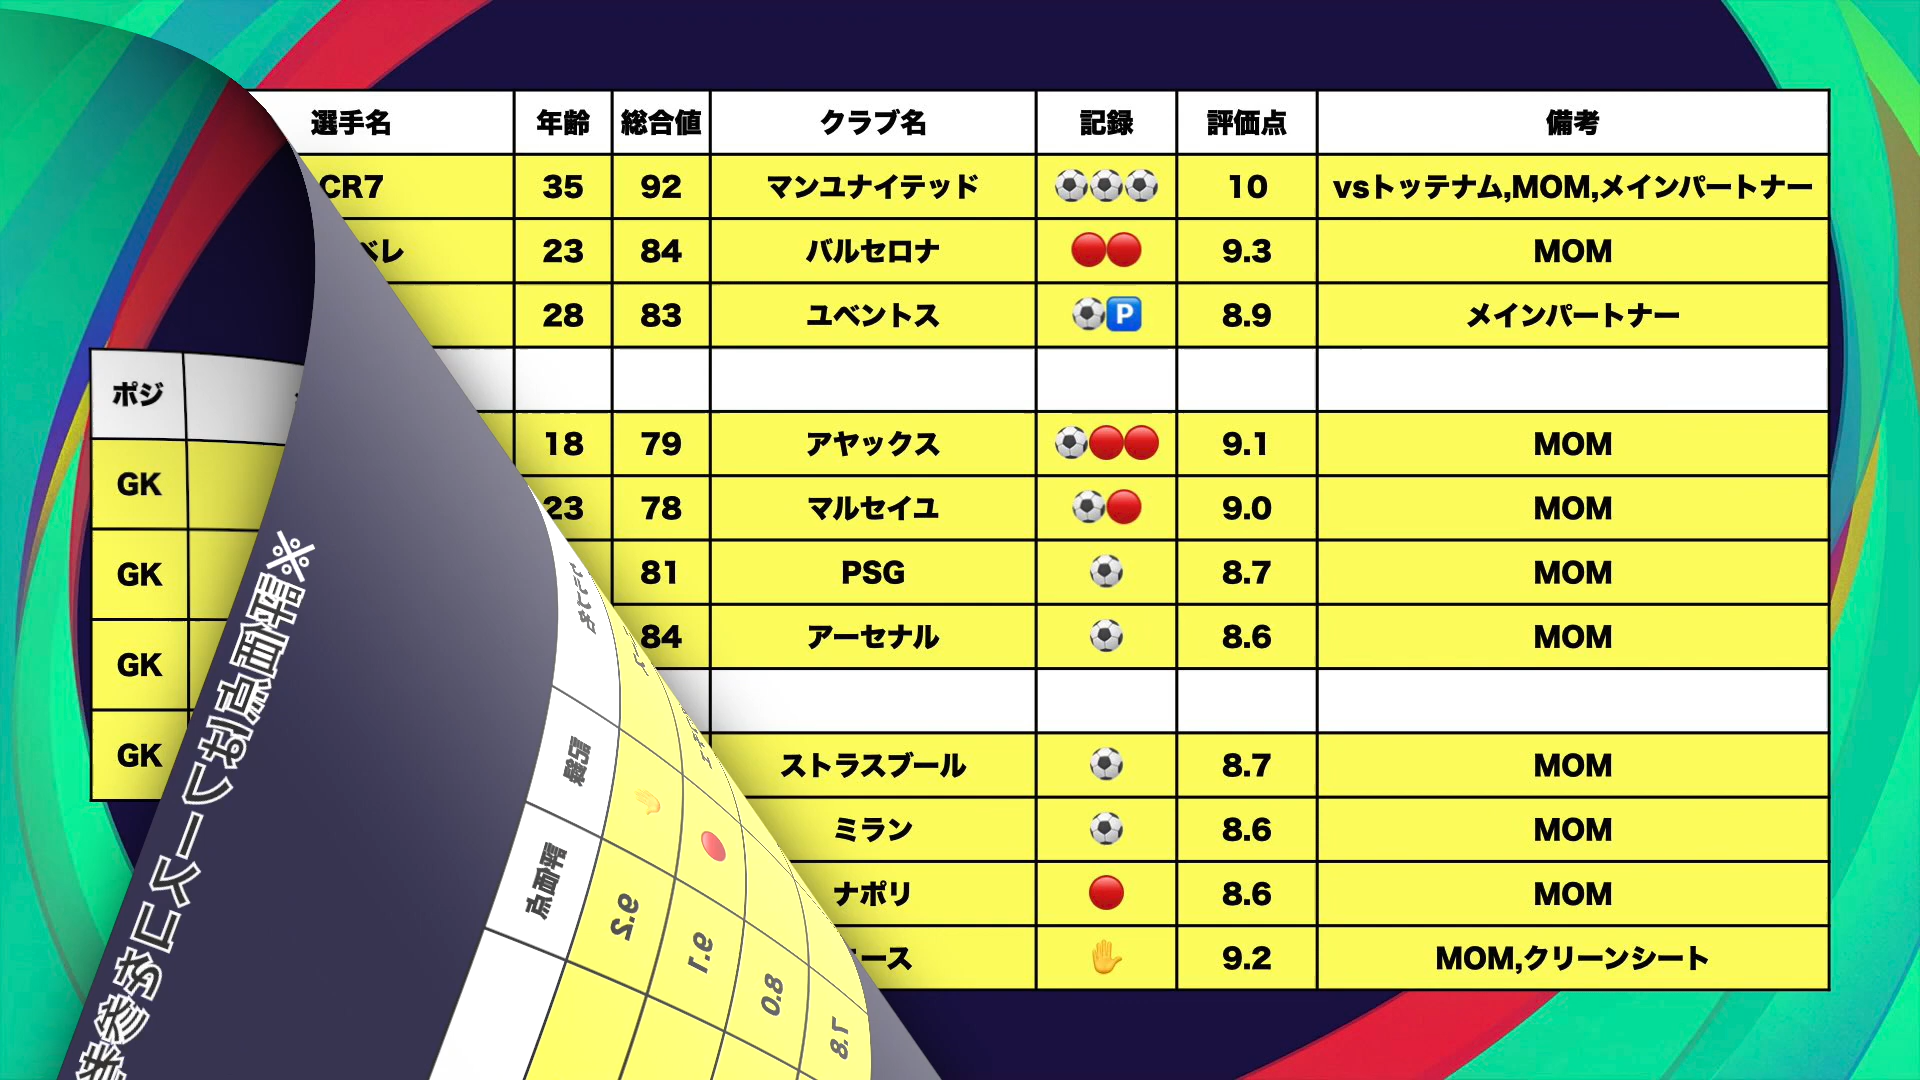 選手名 年齢 総合値 クラブ名 記録 評価点 備考
CR7 35 92 マンユナイテッド ⚽⚽⚽ 10 vsトッテナム,MOM,メインパートナー
ベレ 23 84 バルセロナ 🔴🔴 9.3 MOM
28 83 ユベントス ⚽🅿 8.9 メインパートナー
18 79 アヤックス ⚽🔴🔴 9.1 MOM
23 78 マルセイユ ⚽🔴 9.0 MOM
81 PSG ⚽ 8.7 MOM
84 アーセナル ⚽ 8.6 MOM
ストラスブール ⚽ 8.7 MOM
ミラン ⚽ 8.6 MOM
ナポリ 🔴 8.6 MOM
ース ✋ 9.2 MOM,クリーンシート
ポジ
GK
GK
GK
GK
記録
評価点
9.2
9.1
8.0
8.7